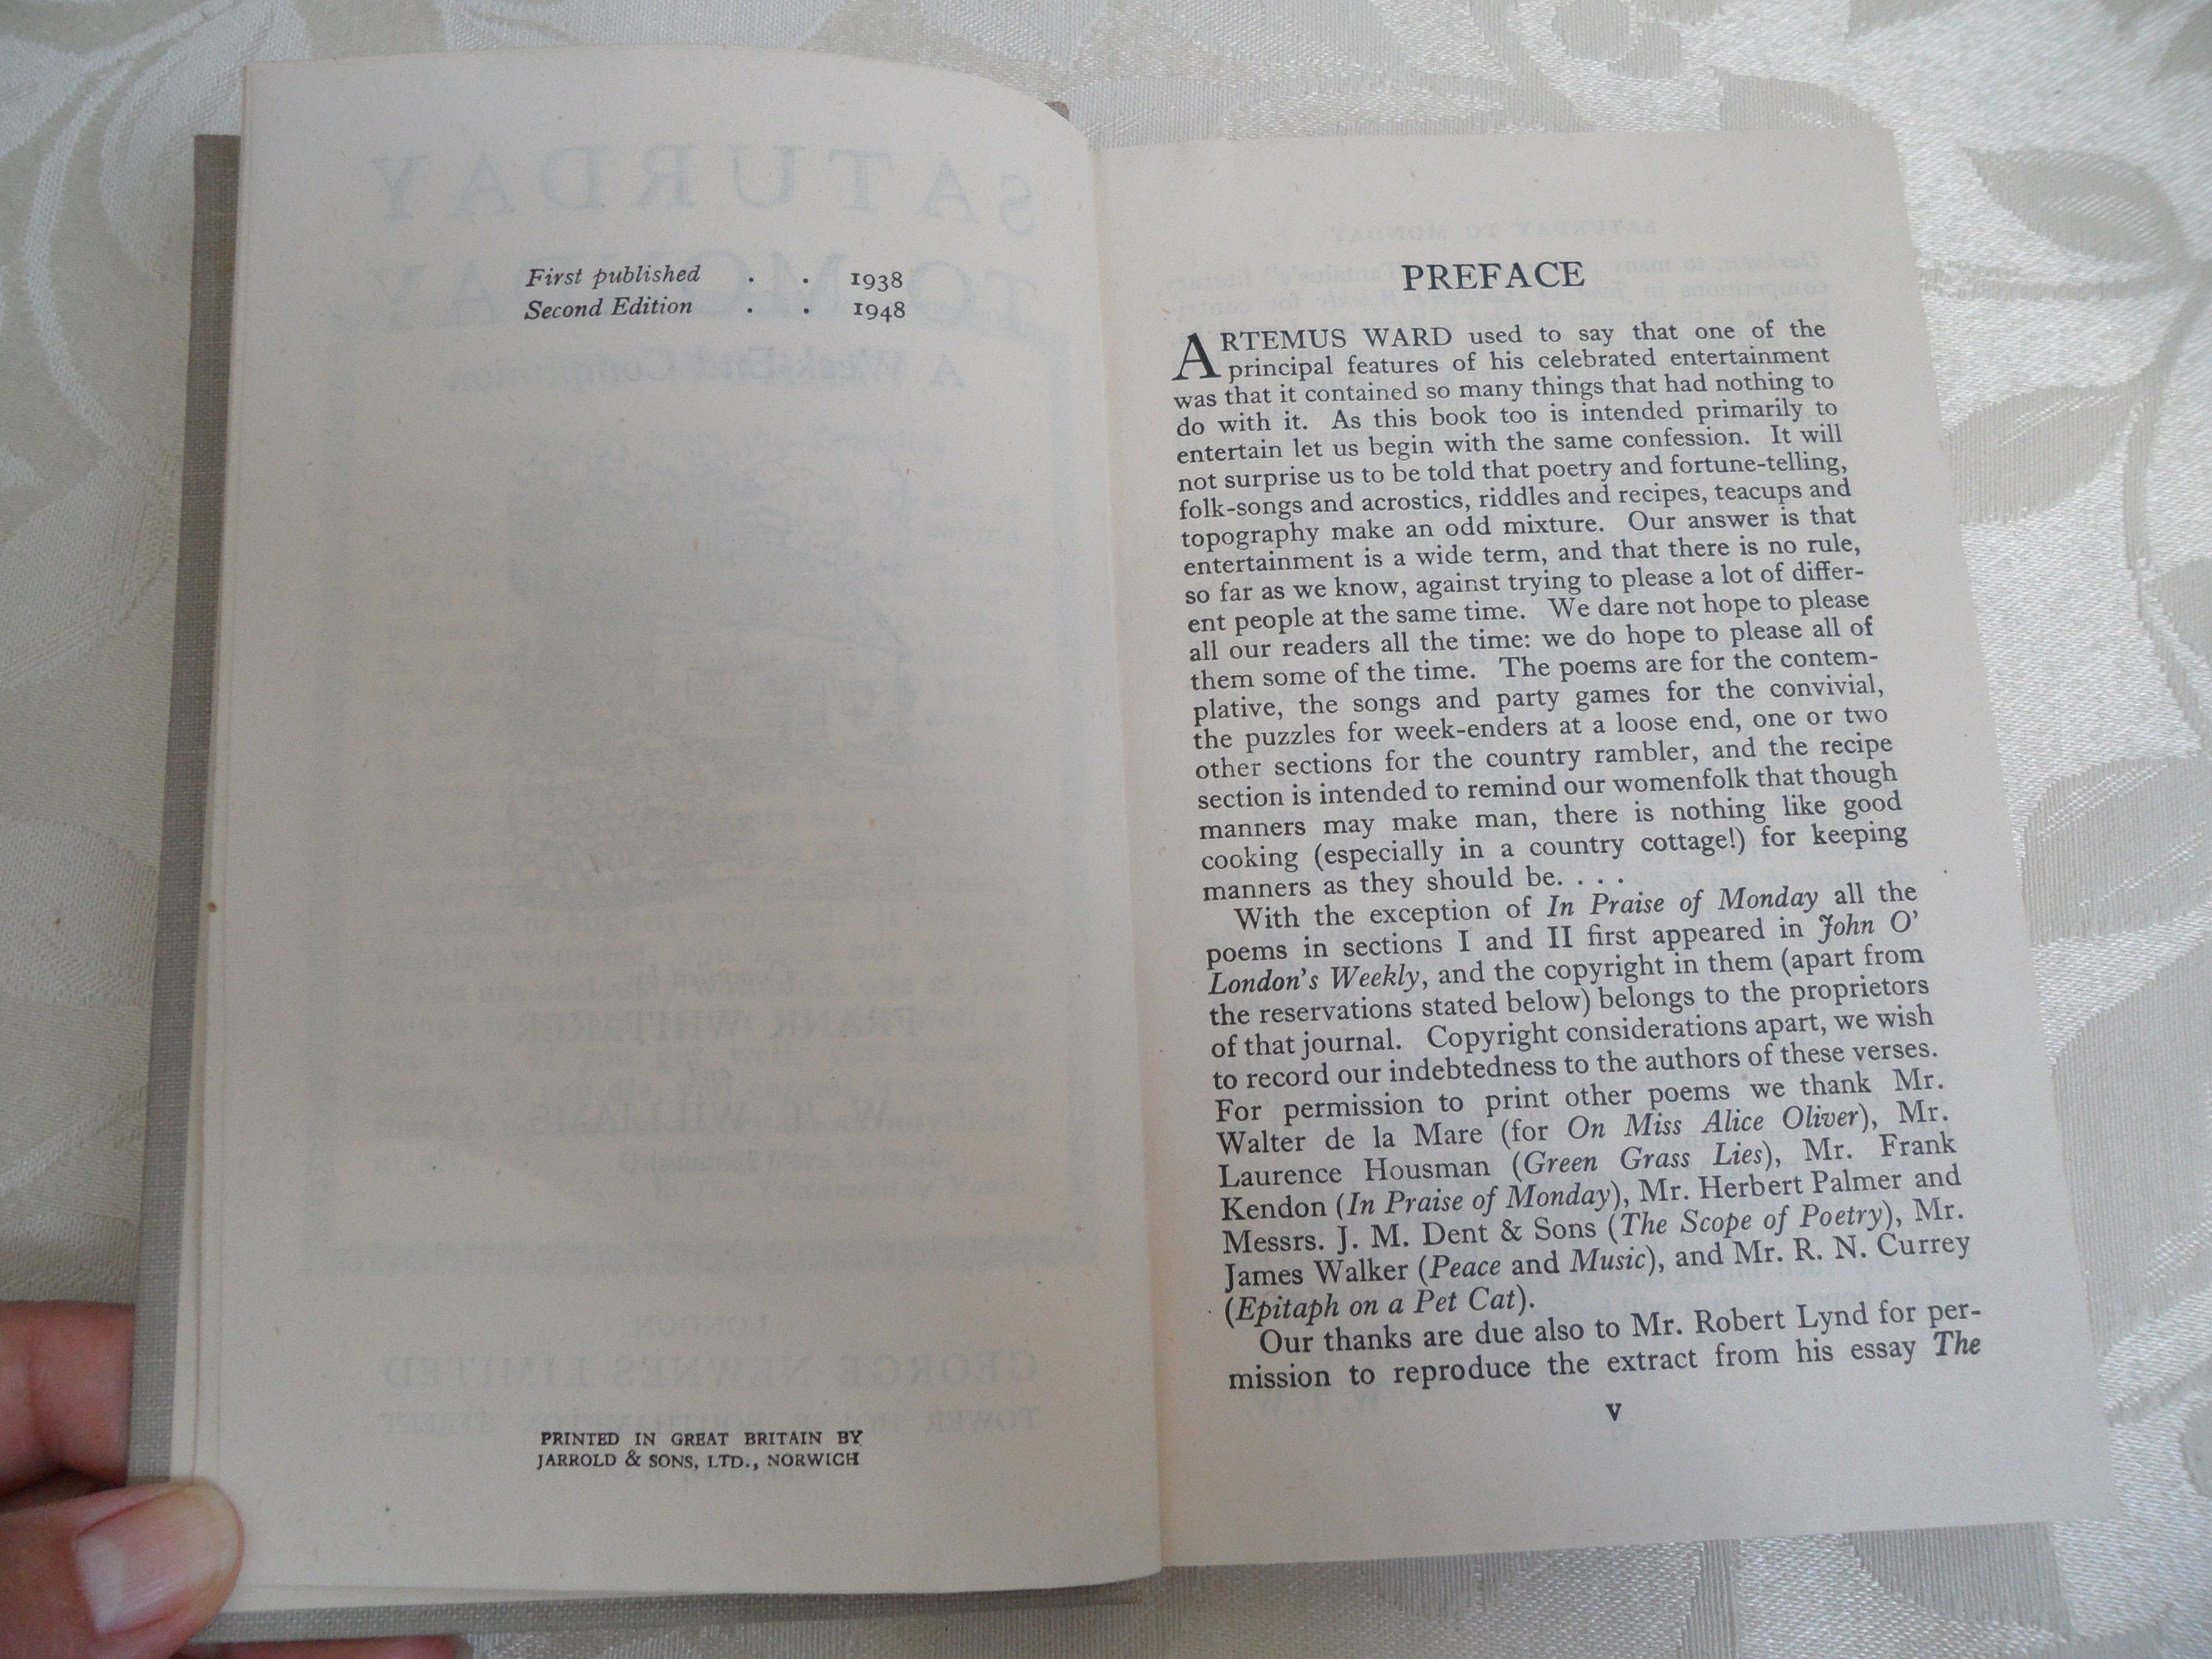 First published . . 1938
Second Edition . . 1948
PRINTED IN GREAT BRITAIN BY
JARROLD & SONS, LTD., NORWICH
PREFACE
ARTEMUS WARD used to say that one of the
principal features of his celebrated entertainment
was that it contained so many things that had nothing to
do with it. As this book too is intended primarily to
entertain let us begin with the same confession. It will
not surprise us to be told that poetry and fortune-telling,
folk-songs and acrostics, riddles and recipes, teacups and
topography make an odd mixture. Our answer is that
entertainment is a wide term, and that there is no rule,
so far as we know, against trying to please a lot of differ-
ent people at the same time. We dare not hope to please
all our readers all the time: we do hope to please all of
them some of the time. The poems are for the contem-
plative, the songs and party games for the convivial,
the puzzles for week-enders at a loose end, one or two
other sections for the country rambler, and the recipe
section is intended to remind our womenfolk that though
manners may make man, there is nothing like good
cooking (especially in a country cottage!) for keeping
manners as they should be. . . .
With the exception of In Praise of Monday all the
poems in sections I and II first appeared in John O'
London's Weekly, and the copyright in them (apart from
the reservations stated below) belongs to the proprietors
of that journal. Copyright considerations apart, we wish
to record our indebtedness to the authors of these verses.
For permission to print other poems we thank Mr.
Walter de la Mare (for On Miss Alice Oliver), Mr.
Laurence Housman (Green Grass Lies), Mr. Frank
Kendon (In Praise of Monday), Mr. Herbert Palmer and
Messrs. J. M. Dent & Sons (The Scope of Poetry), Mr.
James Walker (Peace and Music), and Mr. R. N. Currey
(Epitaph on a Pet Cat).
Our thanks are due also to Mr. Robert Lynd for per-
mission to reproduce the extract from his essay The
v